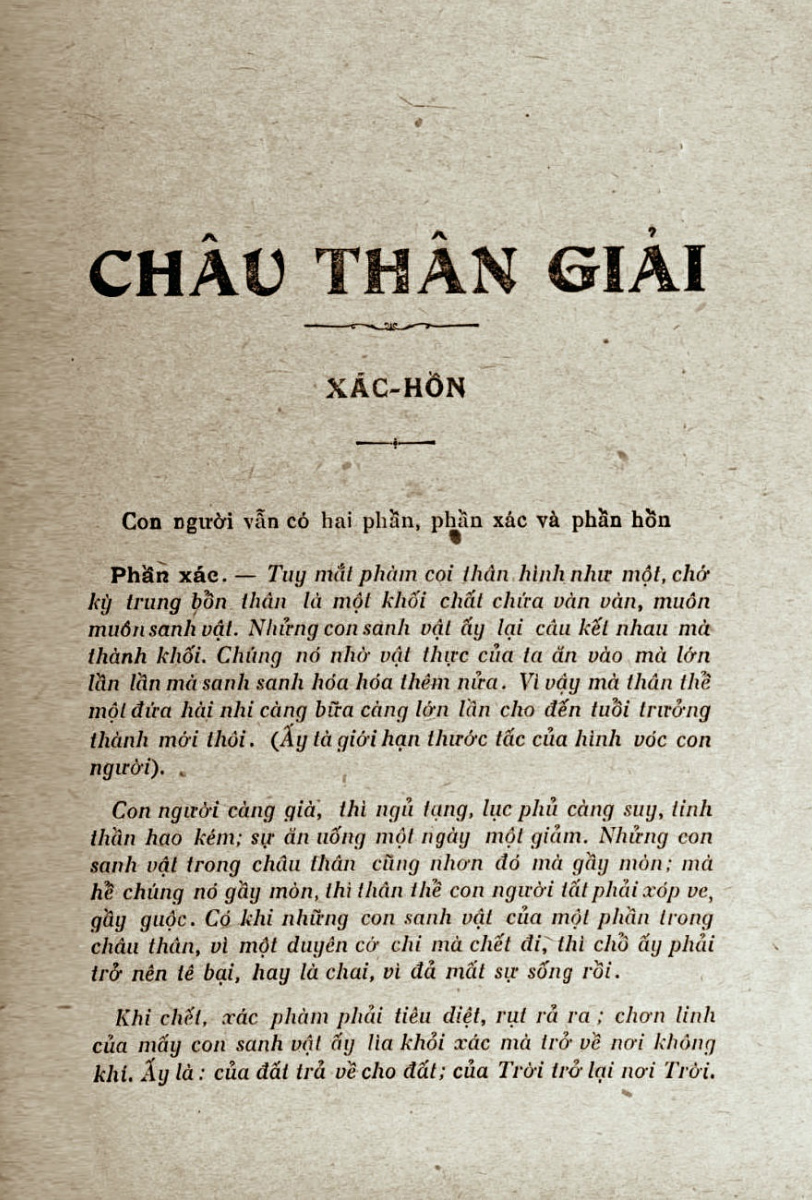 CHÂU THÂN GIẢI
XÁC-HỒN
Con người vẫn có hai phần, phần xác và phần hồn
Phần xác. — Tuy mắt phàm coi thân hình như một, chớ
kỳ trung bổn thân là một khối chất chứa vàn vàn, muôn
muôn sanh vật. Những con sanh vật ấy lại câu kết nhau mà
thành khối. Chúng nó nhờ vật thực của ta ăn vào mà lớn
lần lần mà sanh sanh hóa hóa thêm nửa. Vì vậy mà thân thể
một đứa hài nhi càng bữa càng lớn lần cho đến tuổi trưởng
thành mới thôi. (Ấy là giới hạn thước tấc của hình vóc con
người).
Con người càng già, thì ngủ tạng, lục phủ càng suy, tinh
thần hao kém; sự ăn uống một ngày một giảm. Những con
sanh vật trong châu thân cũng nhơn đó mà gầy mòn; mà
hễ chúng nó gầy mòn, thì thân thể con người tất phải xóp ve,
gầy guộc. Có khi những con sanh vật của một phần trong
châu thân, vì một duyên cớ chi mà chết đi, thì chổ ấy phải
trở nên tê bại, hay là chai, vì đả mất sự sống rồi.
Khi chết, xác phàm phải tiêu diệt, rụt rả ra ; chơn linh
của mấy con sanh vật ấy lìa khỏi xác mà trở về nơi không
khí. Ấy là : của đất trả về cho đất; của Trời trở lại nơi Trời.